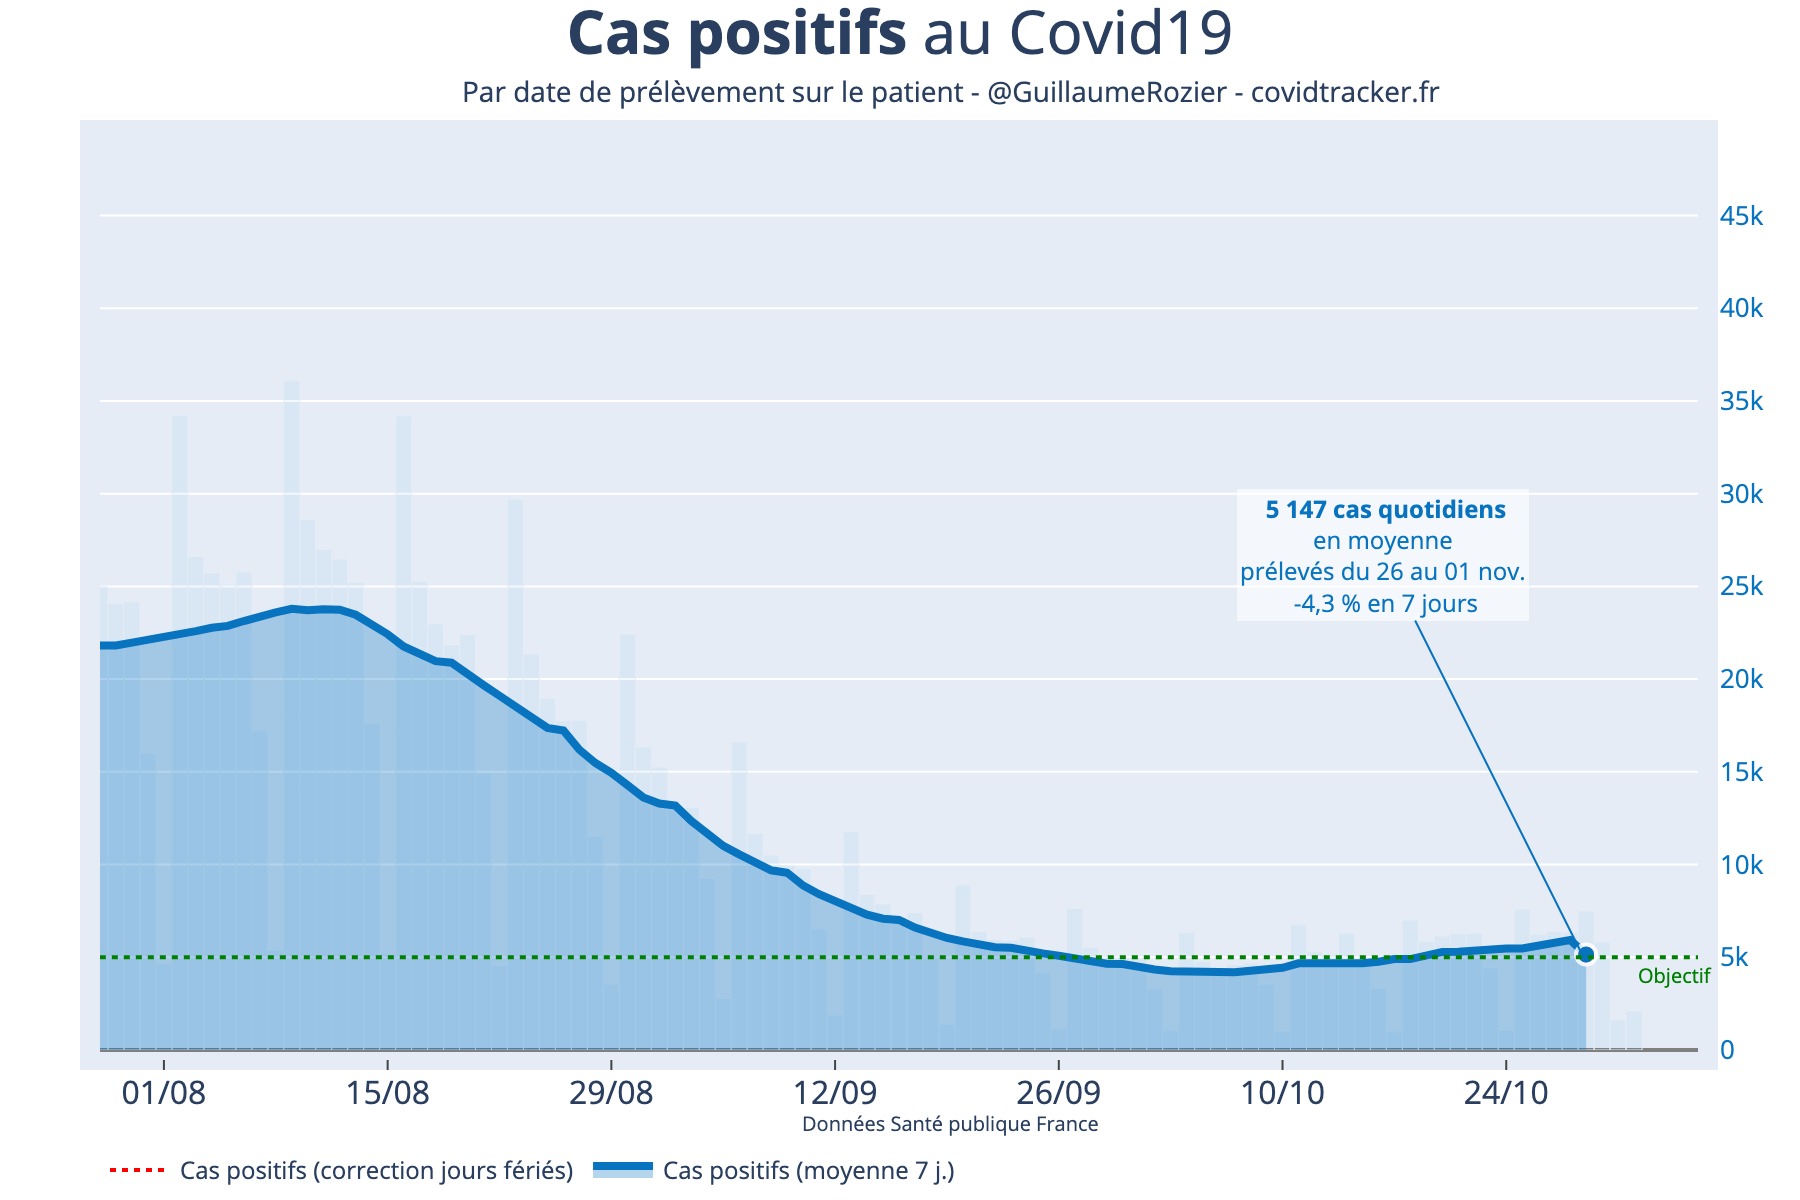 Cas positifs au Covid19
Par date de prélèvement sur le patient - @GuillaumeRozier - covidtracker.fr
45k
40k
35k
30k
25k
20k
15k
10k
5k
0
5 147 cas quotidiens
en moyenne
prélevés du 26 au 01 nov.
-4,3 % en 7 jours
Objectif
01/08 15/08 29/08 12/09 26/09 10/10 24/10
Données Santé publique France
Cas positifs (correction jours fériés) Cas positifs (moyenne 7 j.)